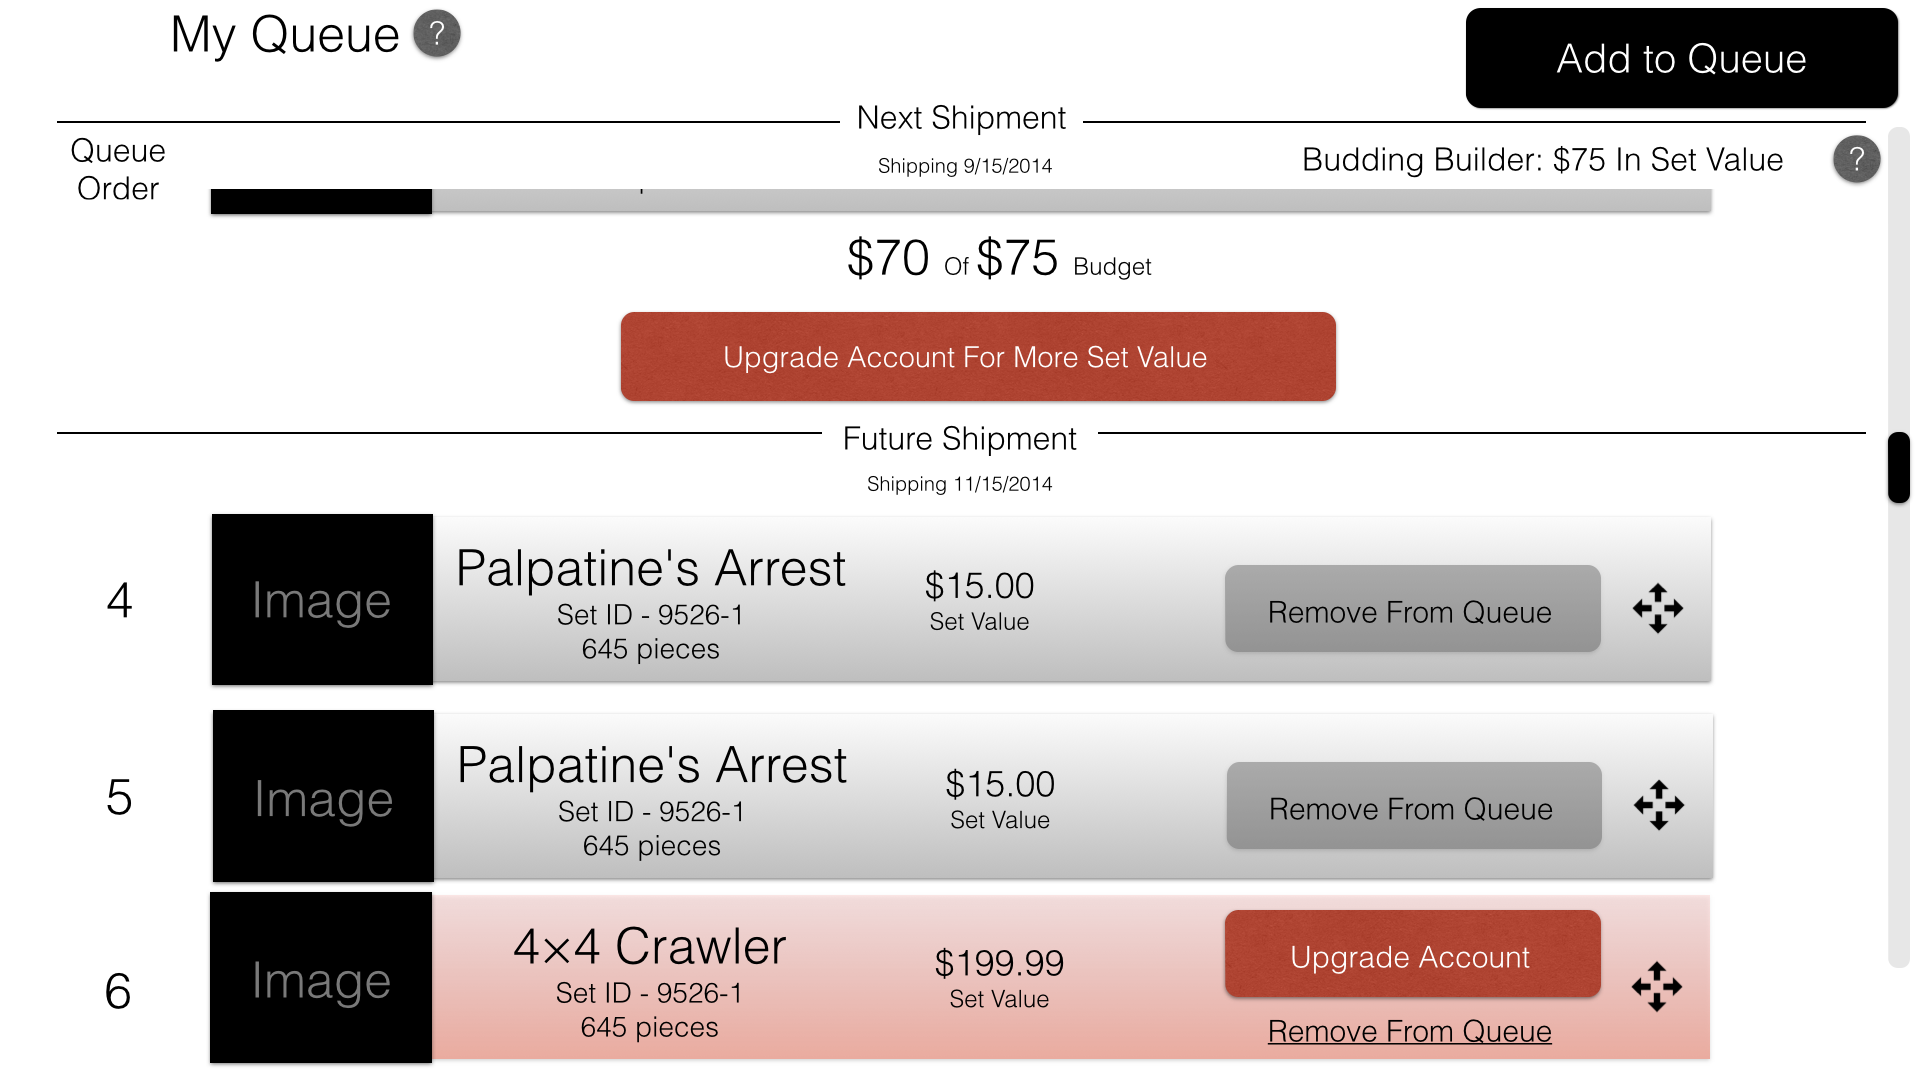 My Queue ?
Add to Queue
Next Shipment
Queue
Order
Shipping 9/15/2014
Budding Builder: $75 In Set Value ?
$70 Of $75 Budget
Upgrade Account For More Set Value
Future Shipment
Shipping 11/15/2014
4
Image
Palpatine's Arrest
Set ID - 9526-1
645 pieces
$15.00
Set Value
Remove From Queue
5
Image
Palpatine's Arrest
Set ID - 9526-1
645 pieces
$15.00
Set Value
Remove From Queue
6
Image
4×4 Crawler
Set ID - 9526-1
645 pieces
$199.99
Set Value
Upgrade Account
Remove From Queue